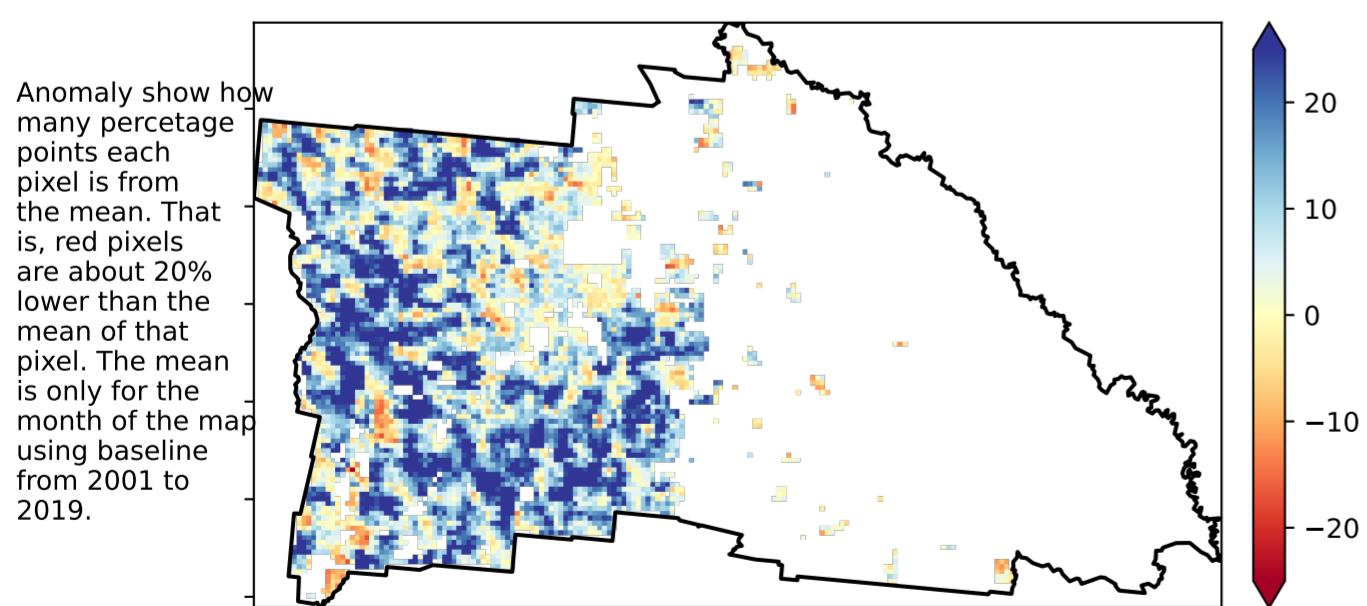 Anomaly show how
many percetage
points each
pixel is from
the mean. That
is, red pixels
are about 20%
lower than the
mean of that
pixel. The mean
is only for the
month of the map
using baseline
from 2001 to
2019.
20
10
0
−10
−20